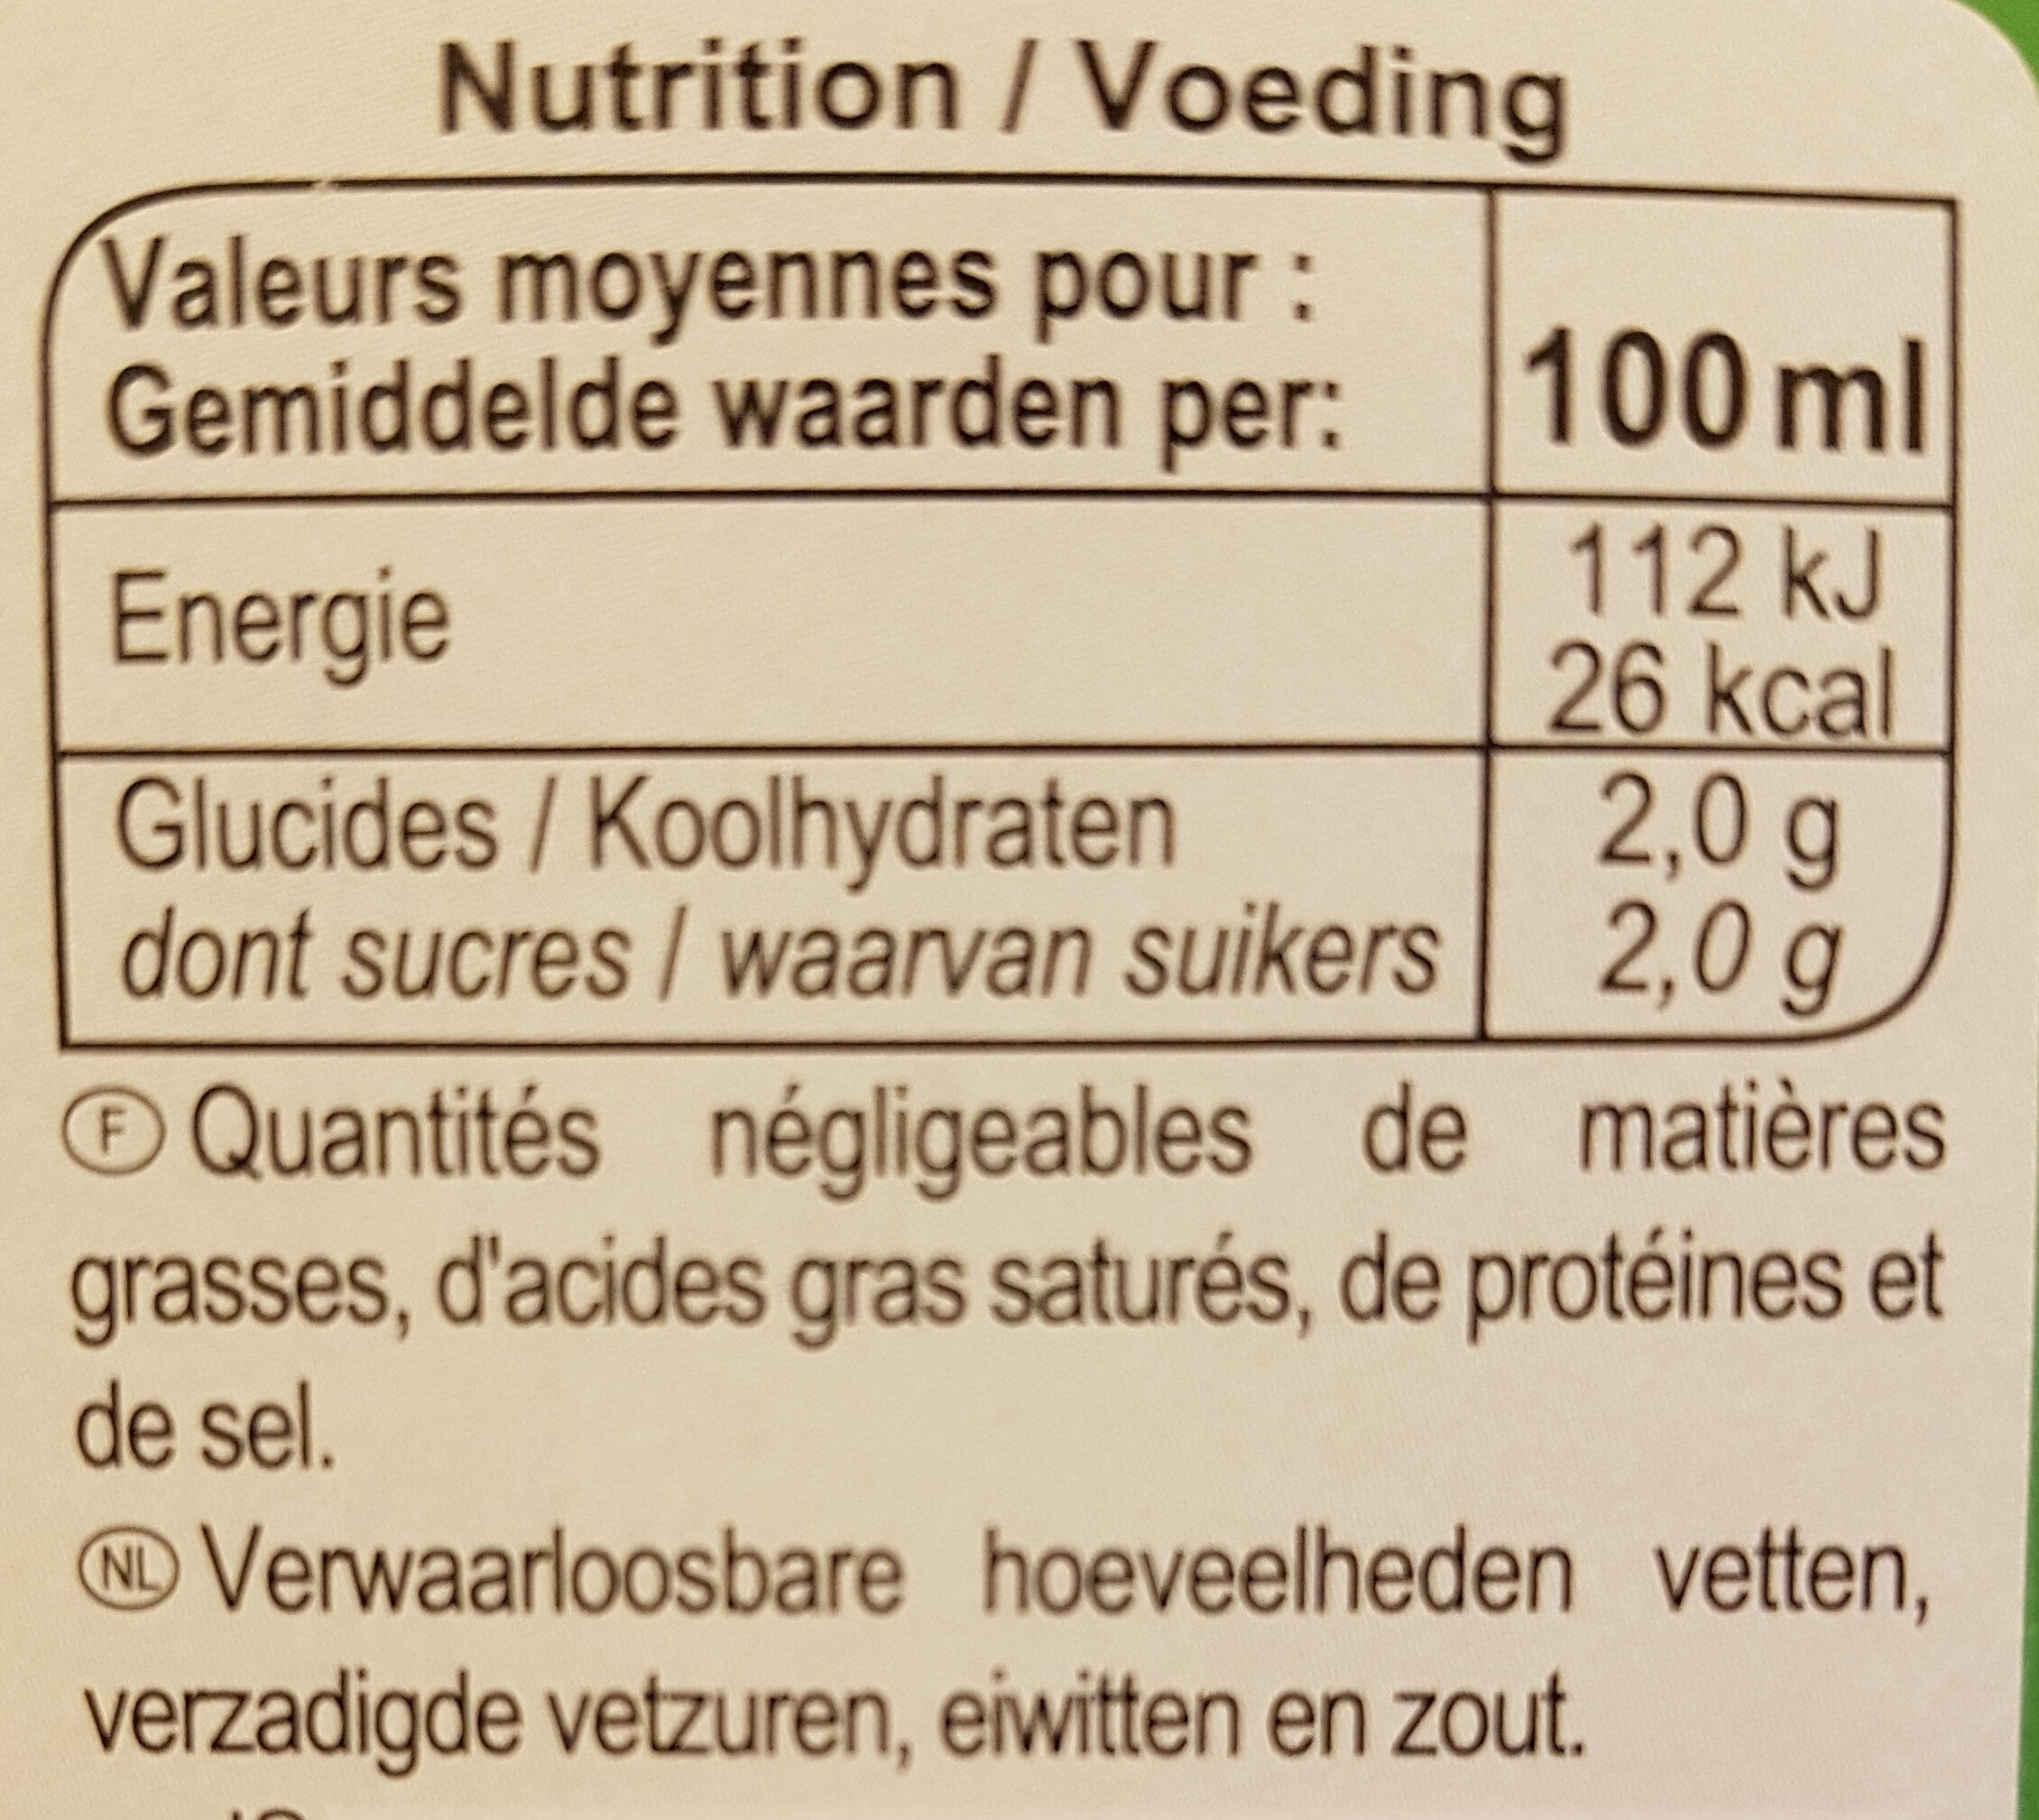 Nutrition / Voeding
Valeurs moyennes pour :
Gemiddelde waarden per:
100 ml
Energie
112 kJ
26 kcal
Glucides / Koolhydraten 2,0 g
dont sucres / waarvan suikers 2,0 g
F Quantités négligeables de matières
grasses, d'acides gras saturés, de protéines et
de sel.
NL Verwaarloosbare hoeveelheden vetten,
verzadigde vetzuren, eiwitten en zout.